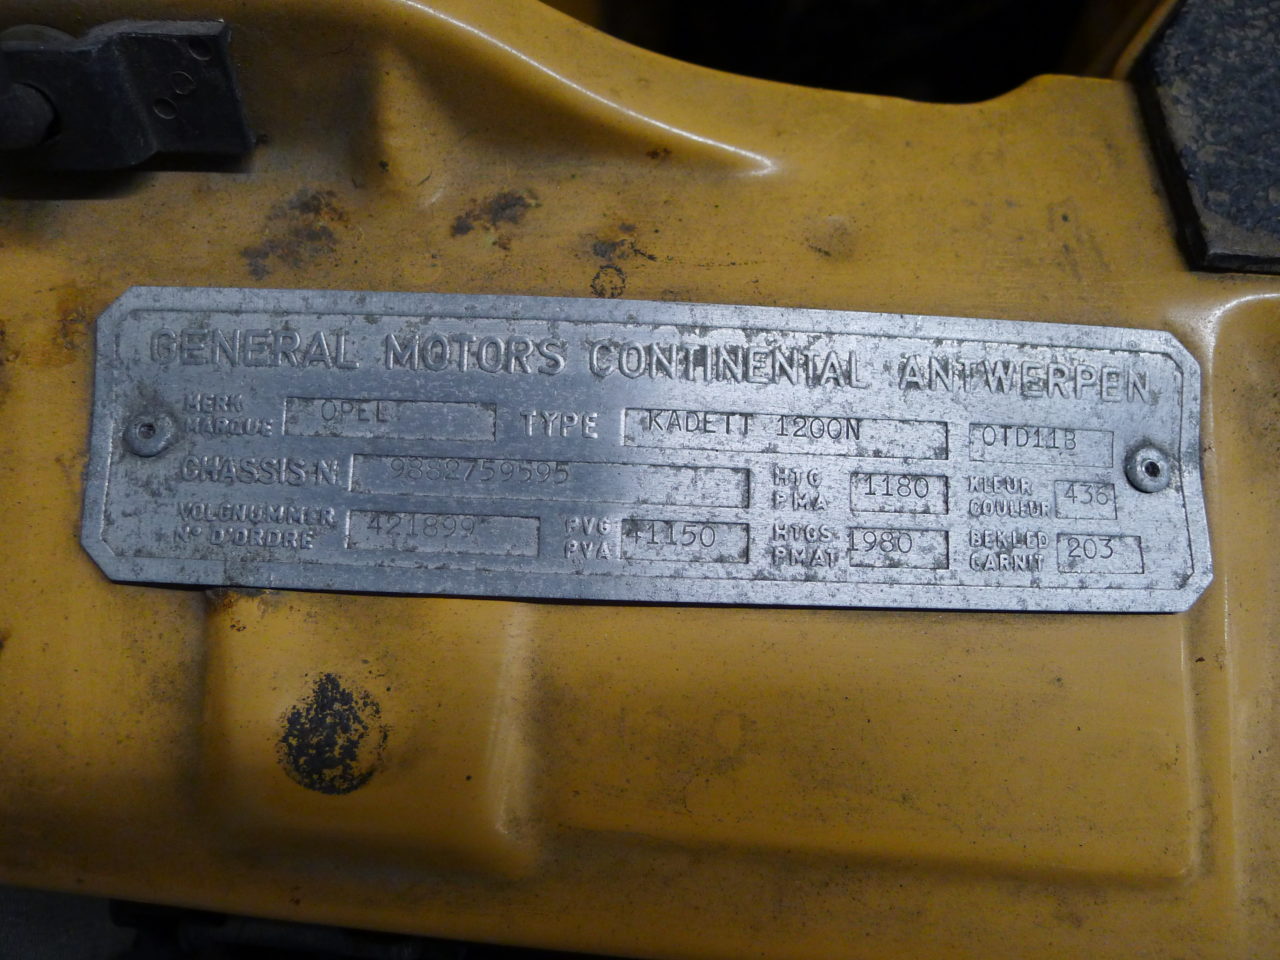 GENERAL MOTORS CONTINENTAL ANTWERPEN
MERK MARQUE OPEL TYPE KADETT 1200N OTD11B
CHASSIS N. 9882759595 HTG PMA 1180 KLEUR COULEUR 436
VOLGNUMMER N° D'ORDRE 421899 PVG PVA 1150 HTGS PMAT 1980 BEKLED GARNIT 203